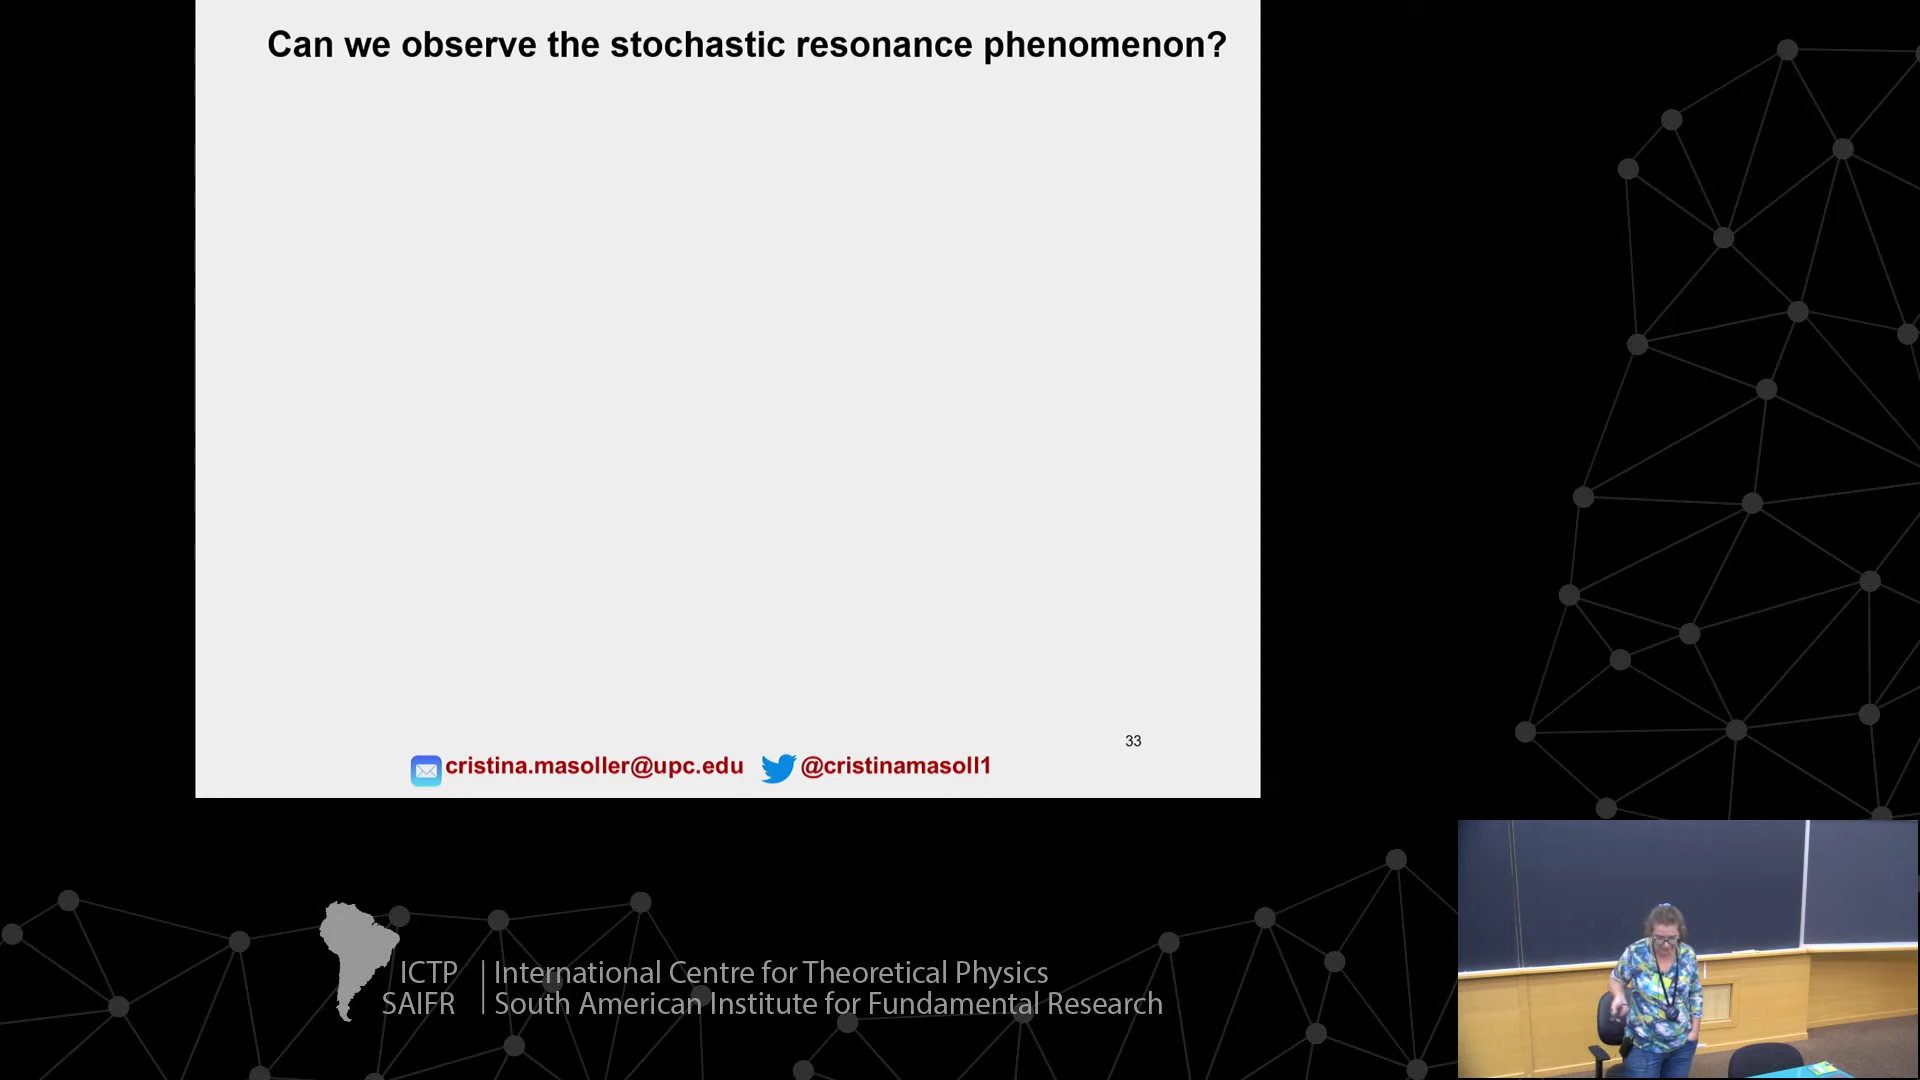 Can we observe the stochastic resonance phenomenon?
33
cristina.masoller@upc.edu @cristinamasoll1
ICTP International Centre for Theoretical Physics
SAIFR South American Institute for Fundamental Research